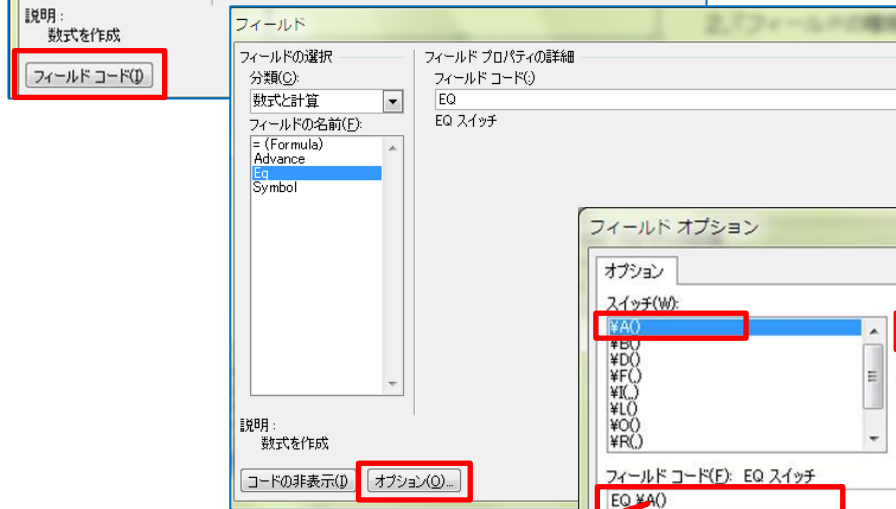 説明:
数式を作成
フィールド コード(I)
フィールド
フィールドの選択
分類(C):
数式と計算
フィールドの名前(F):
= (Formula)
Advance
Eq
Symbol
説明:
数式を作成
コードの非表示(I)
オプション(O)...
フィールド プロパティの詳細
フィールド コード(:)
EQ
EQ スイッチ
フィールド オプション
オプション
スイッチ(W):
¥A()
¥B()
¥D()
¥F(,)
¥I(,,)
¥L()
¥O()
¥R(,)
フィールド コード(F): EQ スイッチ
EQ ¥A()